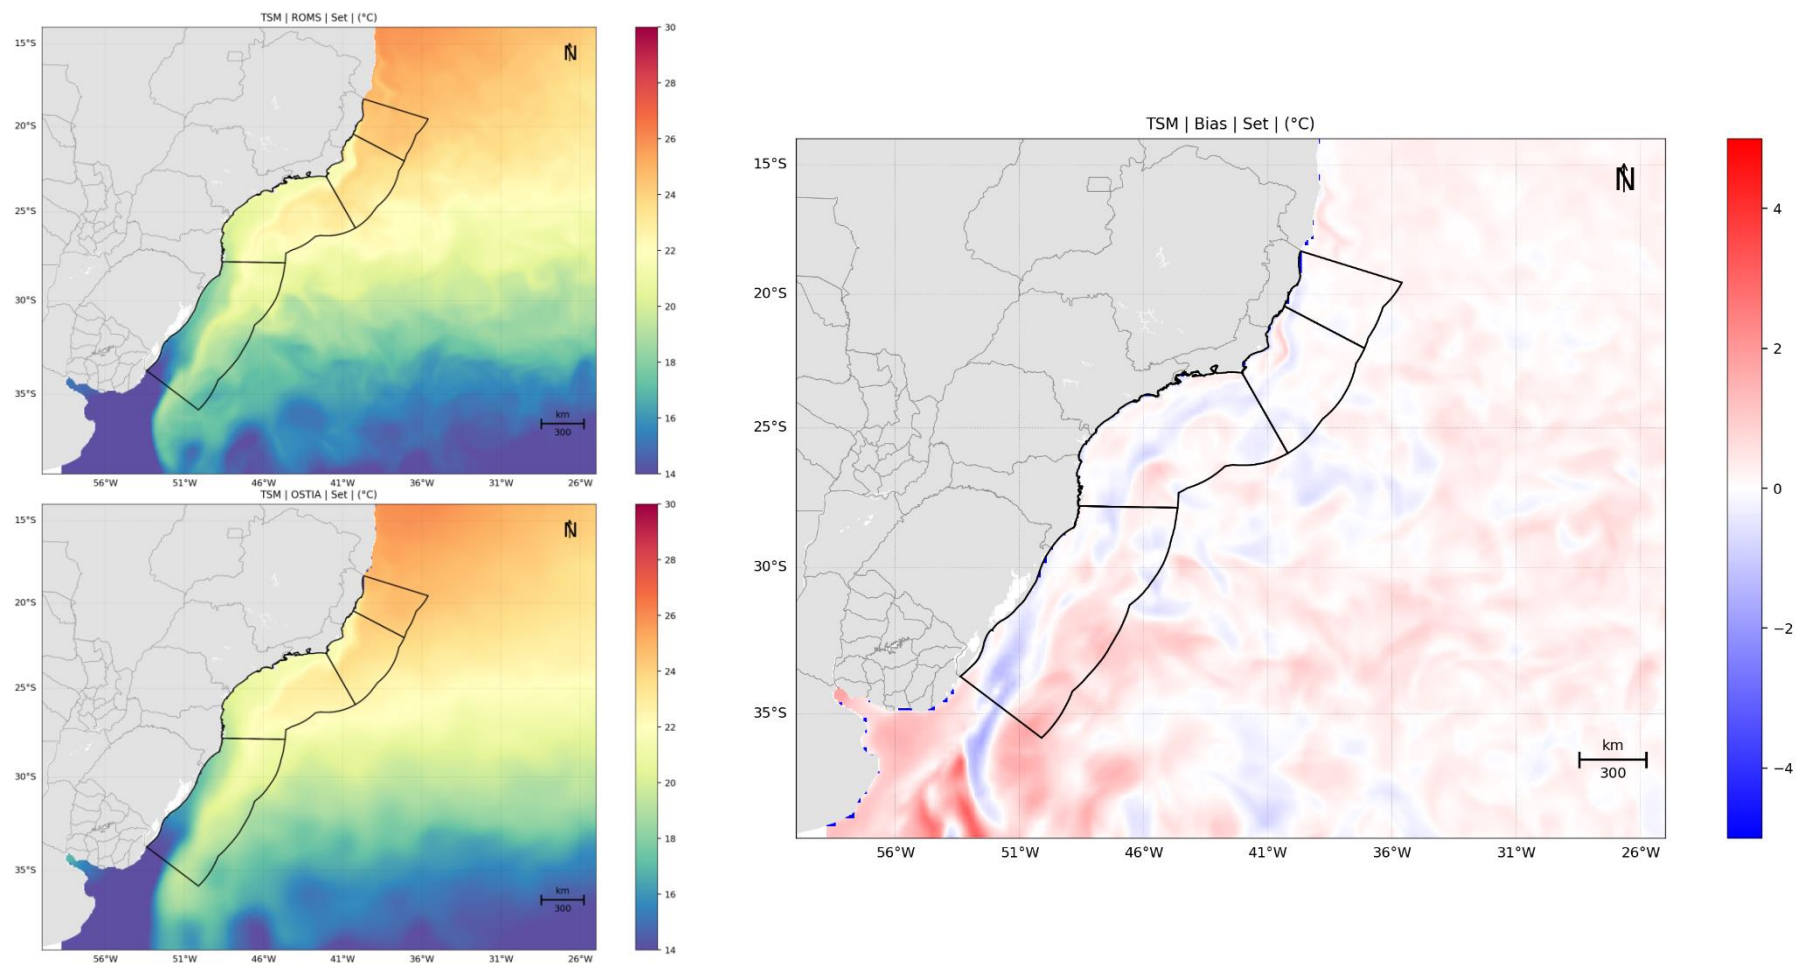 TSM | ROMS | Set | (°C)
15°S
20°S
25°S
30°S
35°S
56°W 51°W 46°W 41°W 36°W 31°W 26°W
N
km
300
30
28
26
24
22
20
18
16
14
TSM | OSTIA | Set | (°C)
15°S
20°S
25°S
30°S
35°S
56°W 51°W 46°W 41°W 36°W 31°W 26°W
N
km
300
30
28
26
24
22
20
18
16
14
TSM | Bias | Set | (°C)
15°S
20°S
25°S
30°S
35°S
56°W 51°W 46°W 41°W 36°W 31°W 26°W
N
km
300
4
2
0
−2
−4